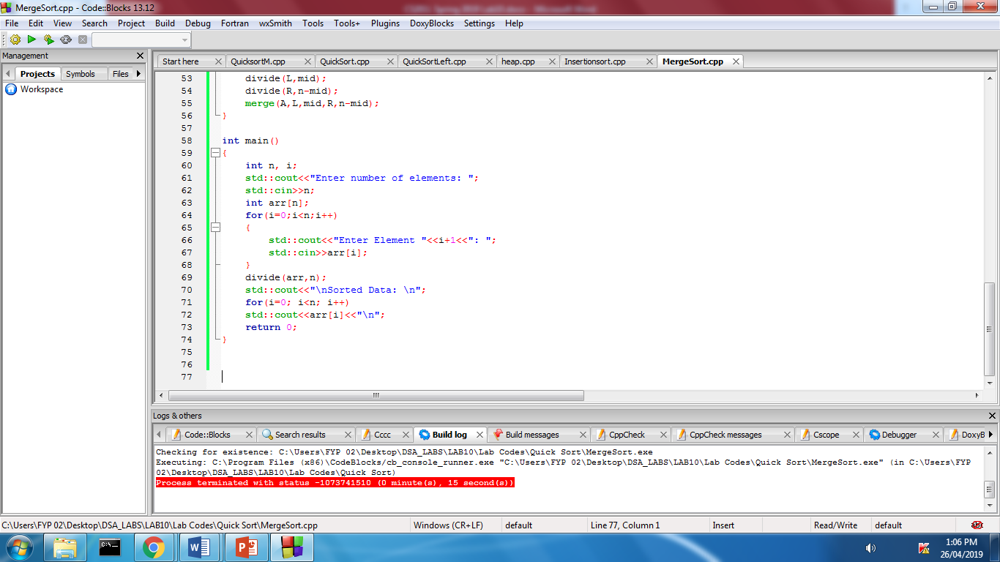 MergeSort.cpp - Code::Blocks 13.12
File Edit View Search Project Build Debug Fortran wxSmith Tools Tools+ Plugins DoxyBlocks Settings Help
Management
Projects Symbols Files
Workspace
Start here QuicksortM.cpp QuickSort.cpp QuickSortLeft.cpp heap.cpp Insertionsort.cpp MergeSort.cpp
53 divide(L,mid);
54 divide(R,n-mid);
55 merge(A,L,mid,R,n-mid);
56 }
57
58 int main()
59 {
60 int n, i;
61 std::cout<<"Enter number of elements: ";
62 std::cin>>n;
63 int arr[n];
64 for(i=0;i<n;i++)
65 {
66 std::cout<<"Enter Element "<<i+1<<": ";
67 std::cin>>arr[i];
68 }
69 divide(arr,n);
70 std::cout<<"\nSorted Data: \n";
71 for(i=0; i<n; i++)
72 std::cout<<arr[i]<<"\n";
73 return 0;
74 }
75
76
77
Logs & others
Code::Blocks Search results Cccc Build log Build messages CppCheck CppCheck messages Cscope Debugger DoxyB
Checking for existence: C:\Users\FYP 02\Desktop\DSA_LABS\LAB10\Lab Codes\Quick Sort\MergeSort.exe
Executing: C:\Program Files (x86)\CodeBlocks/cb_console_runner.exe "C:\Users\FYP 02\Desktop\DSA_LABS\LAB10\Lab Codes\Quick Sort\MergeSort.exe" (in C:\Users\FYP
02\Desktop\DSA_LABS\LAB10\Lab Codes\Quick Sort)
Process terminated with status -1073741510 (0 minute(s), 15 second(s))
C:\Users\FYP 02\Desktop\DSA_LABS\LAB10\Lab Codes\Quick Sort\MergeSort.cpp Windows (CR+LF) default Line 77, Column 1 Insert Read/Write default abc
C:\_
1:06 PM
26/04/2019